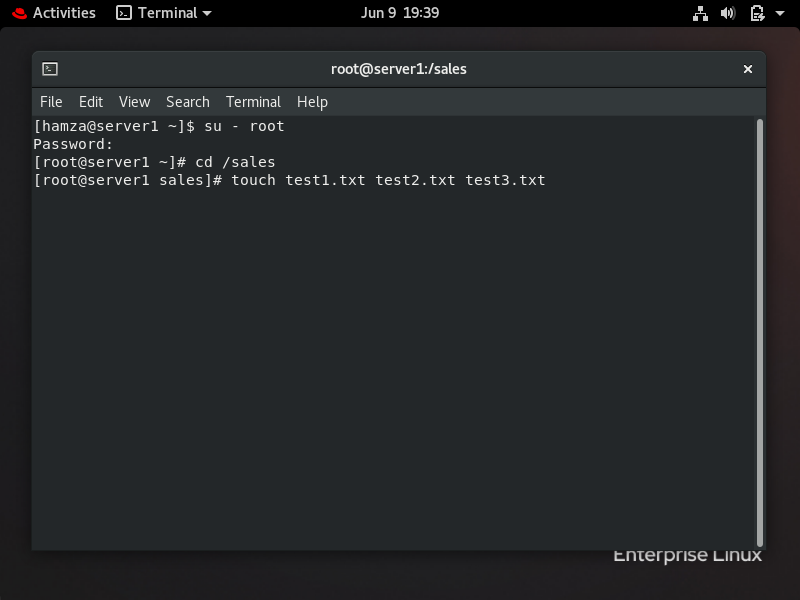 Activities Terminal Jun 9 19:39
root@server1:/sales
File Edit View Search Terminal Help
[hamza@server1 ~]$ su - root
Password:
[root@server1 ~]# cd /sales
[root@server1 sales]# touch test1.txt test2.txt test3.txt
Enterprise Linux